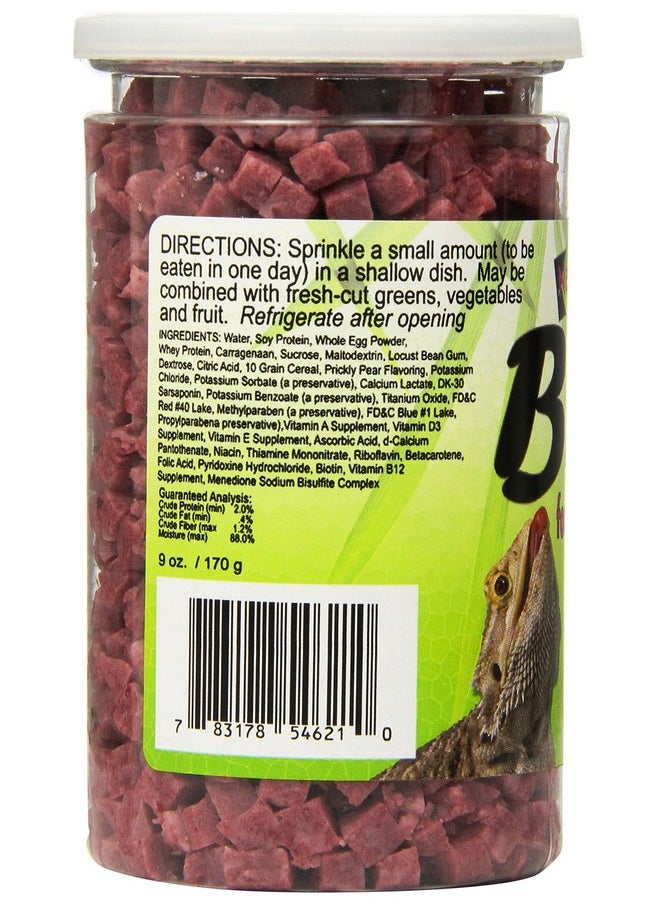 DIRECTIONS: Sprinkle a small amount (to be
eaten in one day) in a shallow dish. May be
combined with fresh-cut greens, vegetables
and fruit. Refrigerate after opening
INGREDIENTS: Water, Soy Protein, Whole Egg Powder,
Whey Protein, Carragenaan, Sucrose, Maltodextrin, Locust Bean Gum,
Dextrose, Citric Acid, 10 Grain Cereal, Prickly Pear Flavoring, Potassium
Chloride, Potassium Sorbate (a preservative), Calcium Lactate, DK-30
Sarsaponin, Potassium Benzoate (a preservative), Titanium Oxide, FD&C
Red #40 Lake, Methylparaben (a preservative), FD&C Blue #1 Lake,
Propylparabena preservative),Vitamin A Supplement, Vitamin D3
Supplement, Vitamin E Supplement, Ascorbic Acid, d-Calcium
Pantothenate, Niacin, Thiamine Mononitrate, Riboflavin, Betacarotene,
Folic Acid, Pyridoxine Hydrochloride, Biotin, Vitamin B12
Supplement, Menedione Sodium Bisulfite Complex
Guaranteed Analysis:
Crude Protein (min) 2.0%
Crude Fat (min) .4%
Crude Fiber (max 1.2%
Moisture (max) 88.0%
9 oz. / 170 g
7 83178 54621 0
B
fo